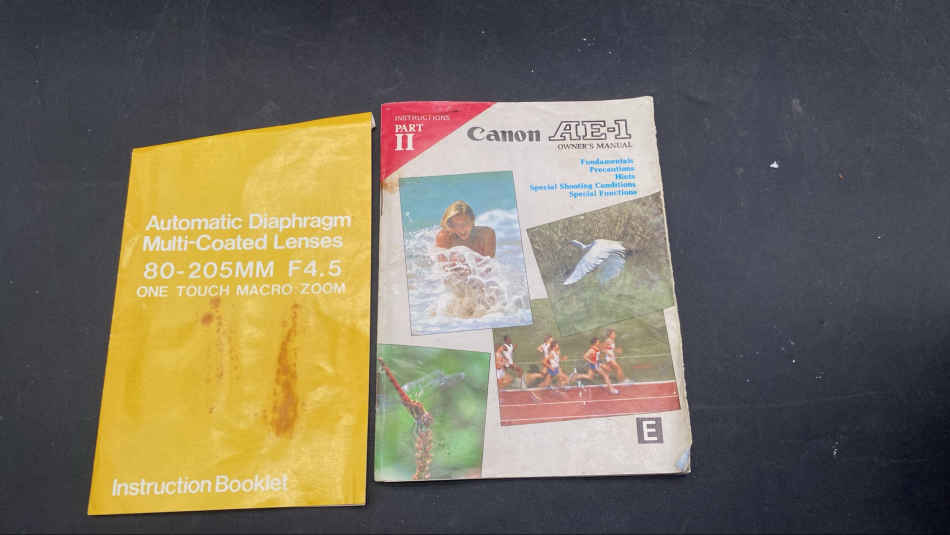 Automatic Diaphragm
Multi-Coated Lenses
80-205MM F4.5
ONE TOUCH MACRO ZOOM
Instruction Booklet
INSTRUCTIONS
PART
II
Canon AE-1
OWNER'S MANUAL
Fundamentals
Precautions
Hints
Special Shooting Conditions
Special Functions
E